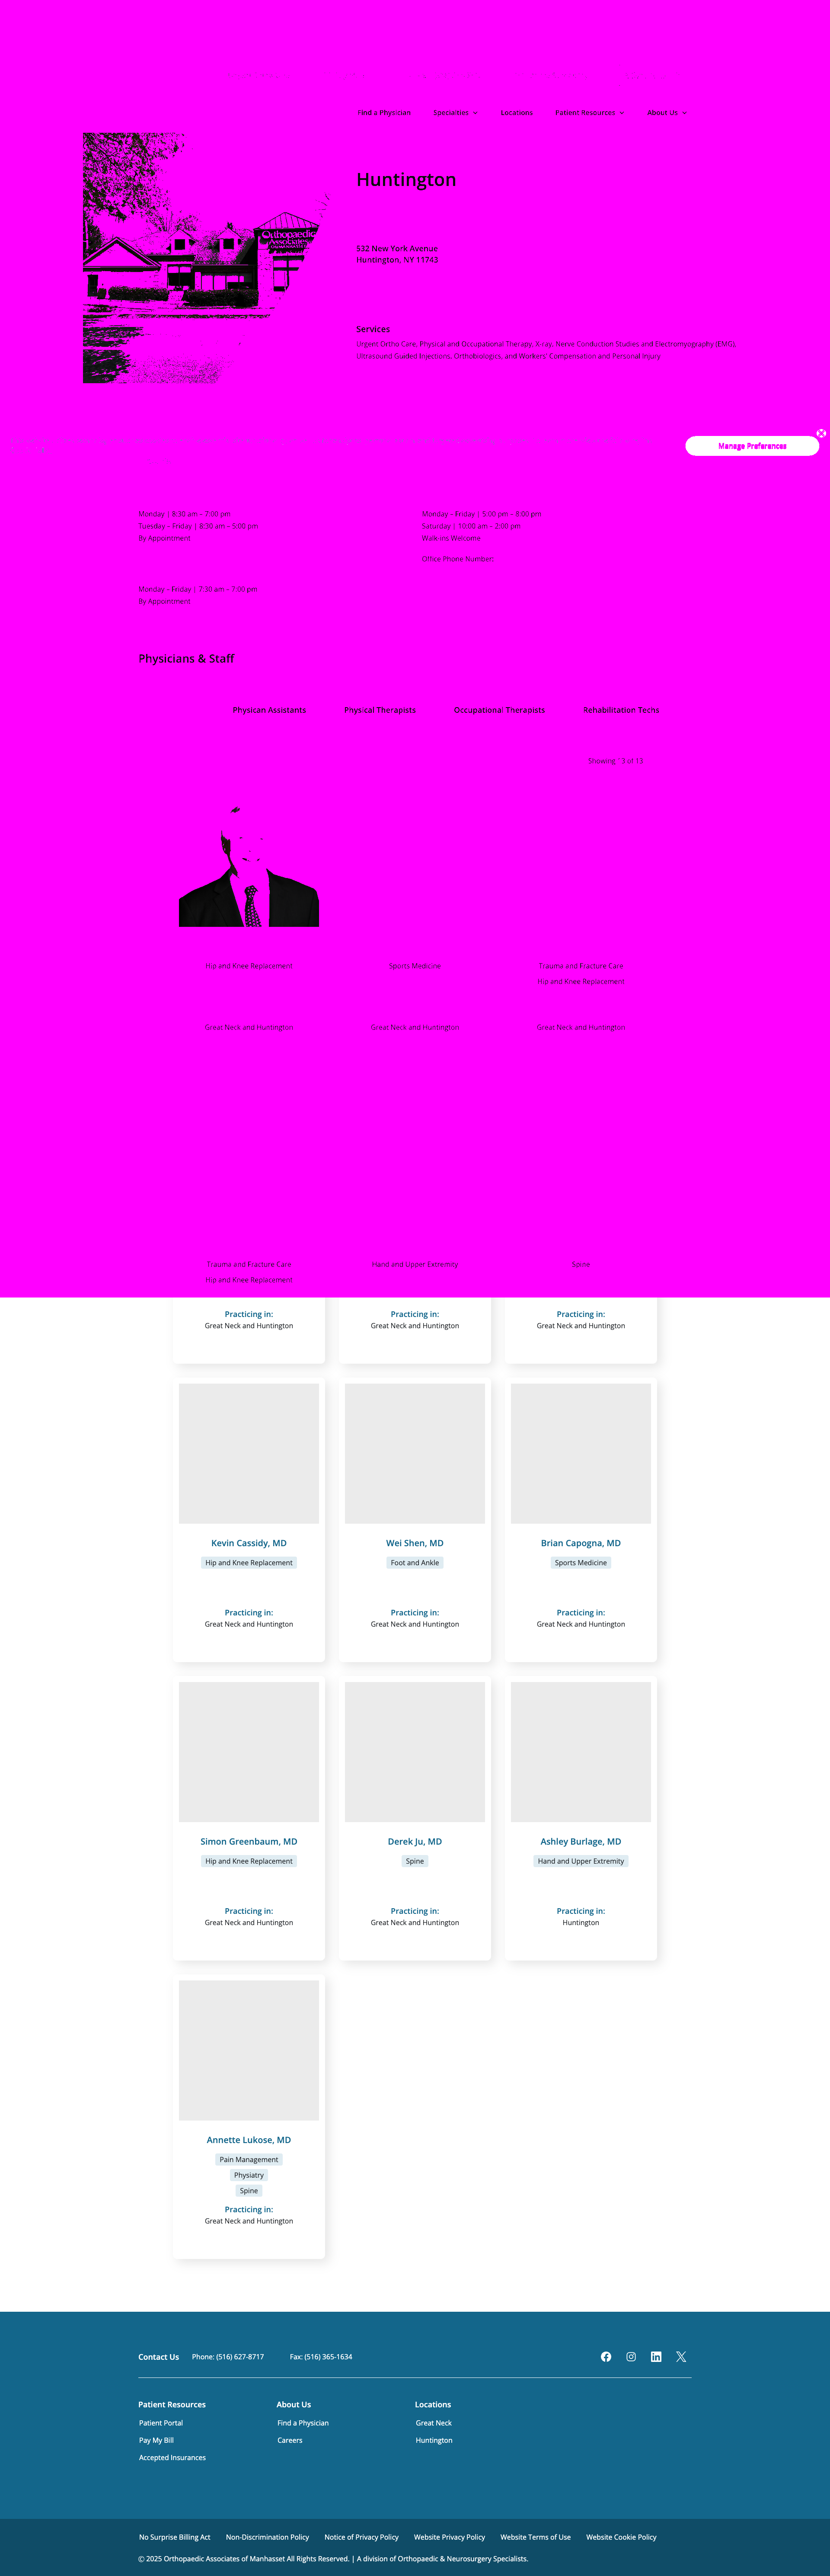 Find a Physician Specialties Locations Patient Resources About Us
Orthopaedic
Associates
Huntington
532 New York Avenue
Huntington, NY 11743
Services
Urgent Ortho Care, Physical and Occupational Therapy, X-ray, Nerve Conduction Studies and Electromyography (EMG),
Ultrasound Guided Injections, Orthobiologics, and Workers' Compensation and Personal Injury
Manage Preferences
Monday | 8:30 am – 7:00 pm
Tuesday – Friday | 8:30 am – 5:00 pm
By Appointment
Monday – Friday | 5:00 pm – 8:00 pm
Saturday | 10:00 am – 2:00 pm
Walk-ins Welcome
Office Phone Number:
Monday – Friday | 7:30 am – 7:00 pm
By Appointment
Physicians & Staff
Physican Assistants Physical Therapists Occupational Therapists Rehabilitation Techs
Showing 13 of 13
Hip and Knee Replacement
Sports Medicine
Trauma and Fracture Care
Hip and Knee Replacement
Great Neck and Huntington
Great Neck and Huntington
Great Neck and Huntington
Trauma and Fracture Care
Hip and Knee Replacement
Hand and Upper Extremity
Spine
Practicing in:
Great Neck and Huntington
Practicing in:
Great Neck and Huntington
Practicing in:
Great Neck and Huntington
Kevin Cassidy, MD
Hip and Knee Replacement
Practicing in:
Great Neck and Huntington
Wei Shen, MD
Foot and Ankle
Practicing in:
Great Neck and Huntington
Brian Capogna, MD
Sports Medicine
Practicing in:
Great Neck and Huntington
Simon Greenbaum, MD
Hip and Knee Replacement
Practicing in:
Great Neck and Huntington
Derek Ju, MD
Spine
Practicing in:
Great Neck and Huntington
Ashley Burlage, MD
Hand and Upper Extremity
Practicing in:
Huntington
Annette Lukose, MD
Pain Management
Physiatry
Spine
Practicing in:
Great Neck and Huntington
Contact Us Phone: (516) 627-8717 Fax: (516) 365-1634
Patient Resources
Patient Portal
Pay My Bill
Accepted Insurances
About Us
Find a Physician
Careers
Locations
Great Neck
Huntington
No Surprise Billing Act Non-Discrimination Policy Notice of Privacy Policy Website Privacy Policy Website Terms of Use Website Cookie Policy
© 2025 Orthopaedic Associates of Manhasset All Rights Reserved. | A division of Orthopaedic & Neurosurgery Specialists.